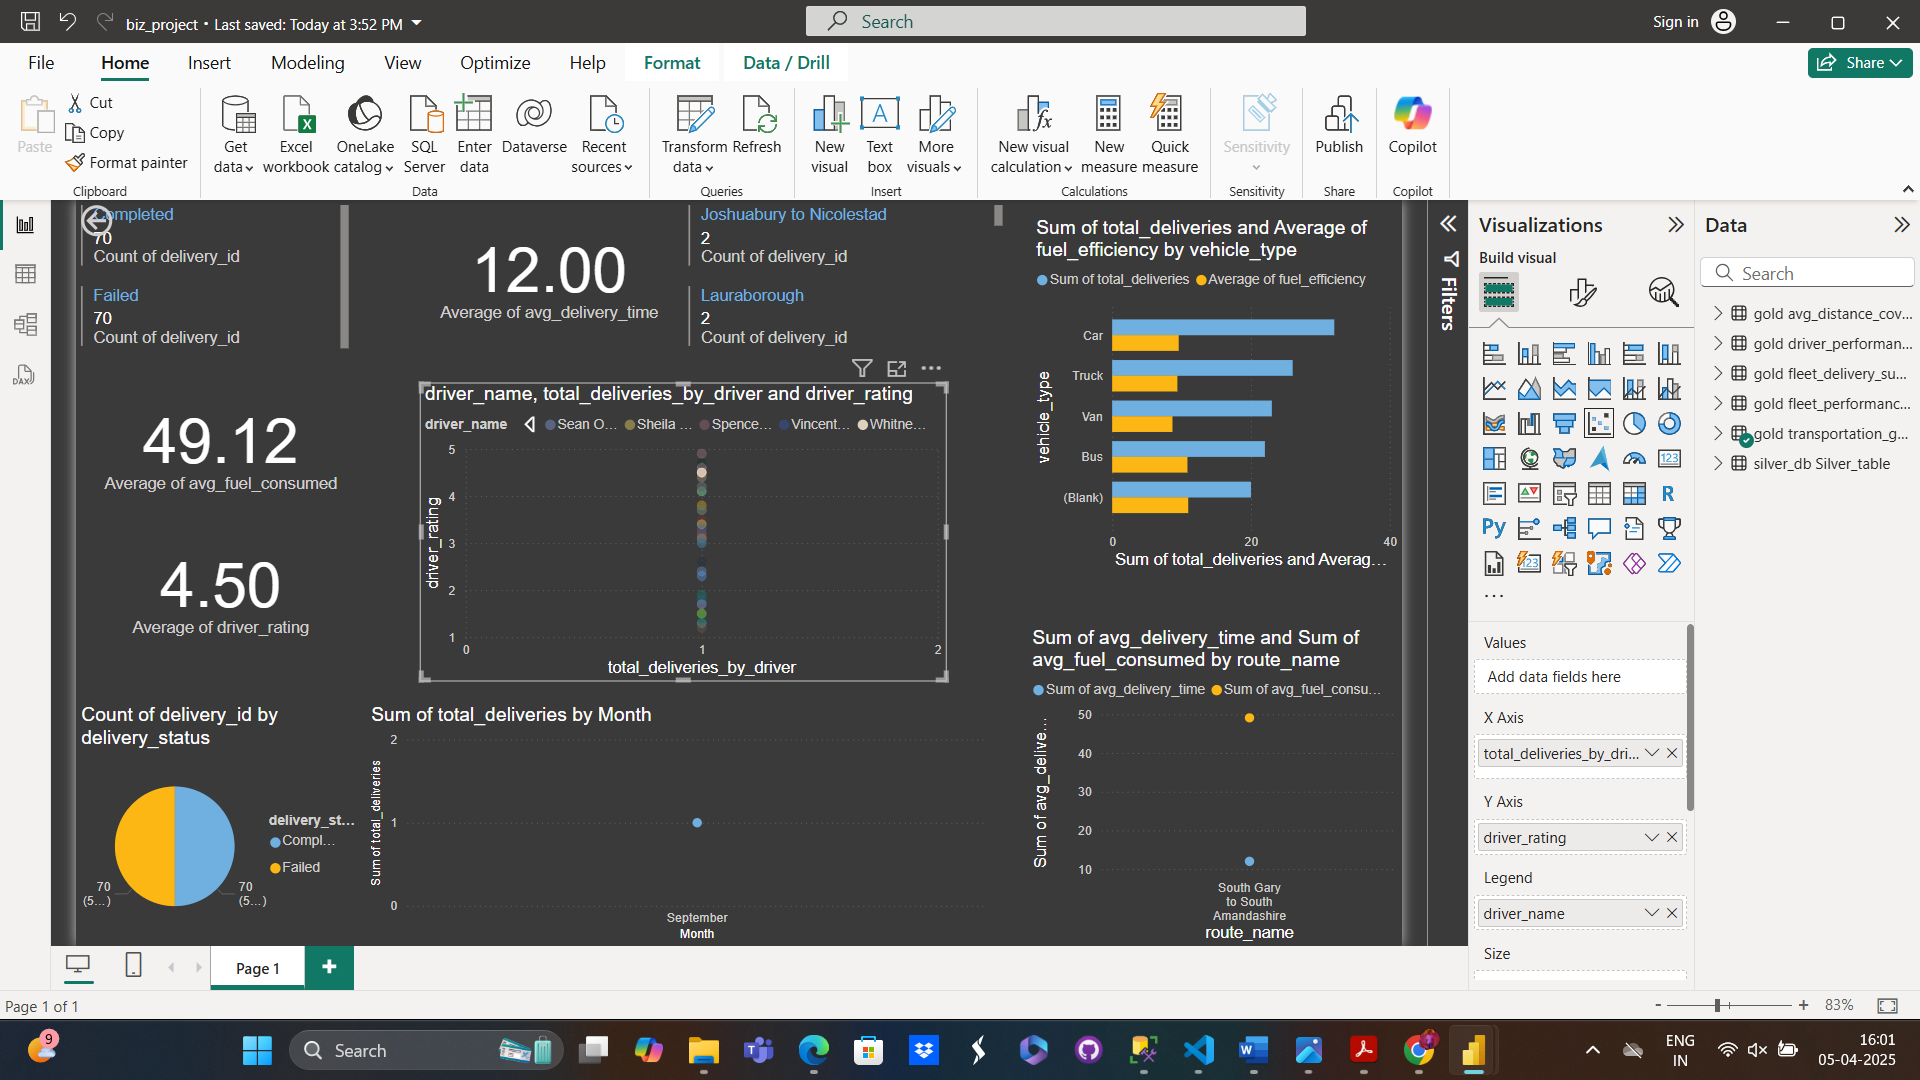 biz_project • Last saved: Today at 3:52 PM
Search
Sign in
File
Home
Insert
Modeling
View
Optimize
Help
Format
Data / Drill
Share
Paste
Cut
Copy
Format painter
Clipboard
Get data
Excel workbook
OneLake catalog
SQL Server
Enter data
Dataverse
Recent sources
Data
Transform data
Refresh
Queries
New visual
Text box
More visuals
Insert
New visual calculation
New measure
Quick measure
Calculations
Sensitivity
Sensitivity
Publish
Share
Copilot
Copilot
Completed
70
Count of delivery_id
Failed
70
Count of delivery_id
12.00
Average of avg_delivery_time
Joshuabury to Nicolestad
2
Count of delivery_id
Lauraborough
2
Count of delivery_id
49.12
Average of avg_fuel_consumed
4.50
Average of driver_rating
driver_name, total_deliveries_by_driver and driver_rating
driver_name
Sean O...
Sheila ...
Spence...
Vincent...
Whitne...
5
4
3
2
1
driver_rating
0
1
2
total_deliveries_by_driver
Sum of total_deliveries and Average of
fuel_efficiency by vehicle_type
Sum of total_deliveries
Average of fuel_efficiency
vehicle_type
Car
Truck
Van
Bus
(Blank)
0
20
40
Sum of total_deliveries and Averag...
Count of delivery_id by
delivery_status
delivery_st...
Compl...
Failed
70
(5...)
70
(5...)
Sum of total_deliveries by Month
2
1
0
Sum of total_deliveries
September
Month
Sum of avg_delivery_time and Sum of
avg_fuel_consumed by route_name
Sum of avg_delivery_time
Sum of avg_fuel_consu...
50
40
30
20
10
Sum of avg_delive...
South Gary
to South
Amandashire
route_name
Filters
Visualizations
Build visual
Values
Add data fields here
X Axis
total_deliveries_by_dri...
Y Axis
driver_rating
Legend
driver_name
Size
Data
Search
gold avg_distance_cov...
gold driver_performan...
gold fleet_delivery_su...
gold fleet_performanc...
gold transportation_g...
silver_db Silver_table
Page 1
Page 1 of 1
- + 83%
9
Search
ENG
IN
16:01
05-04-2025